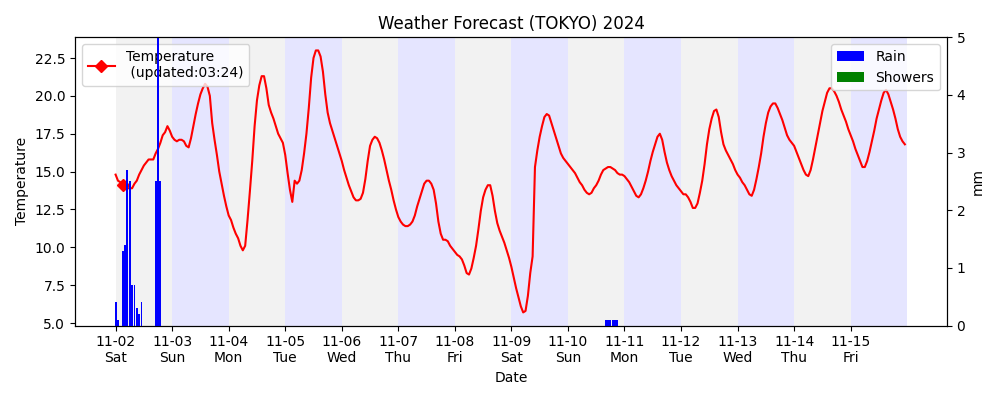 Weather Forecast (TOKYO) 2024
Temperature
(updated:03:24)
Rain
Showers
Temperature
22.5
20.0
17.5
15.0
12.5
10.0
7.5
5.0
5
4
3
2
1
0
mm
11-02 11-03 11-04 11-05 11-06 11-07 11-08 11-09 11-10 11-11 11-12 11-13 11-14 11-15
Sat Sun Mon Tue Wed Thu Fri Sat Sun Mon Tue Wed Thu Fri
Date